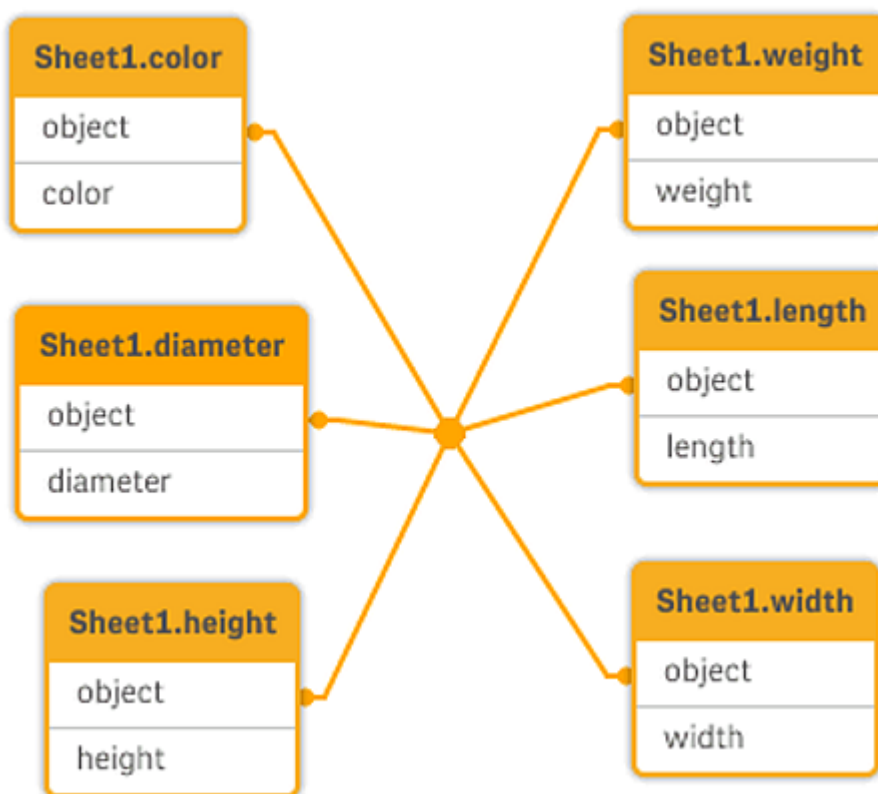 Sheet1.color
object
color
Sheet1.weight
object
weight
Sheet1.diameter
object
diameter
Sheet1.length
object
length
Sheet1.height
object
height
Sheet1.width
object
width